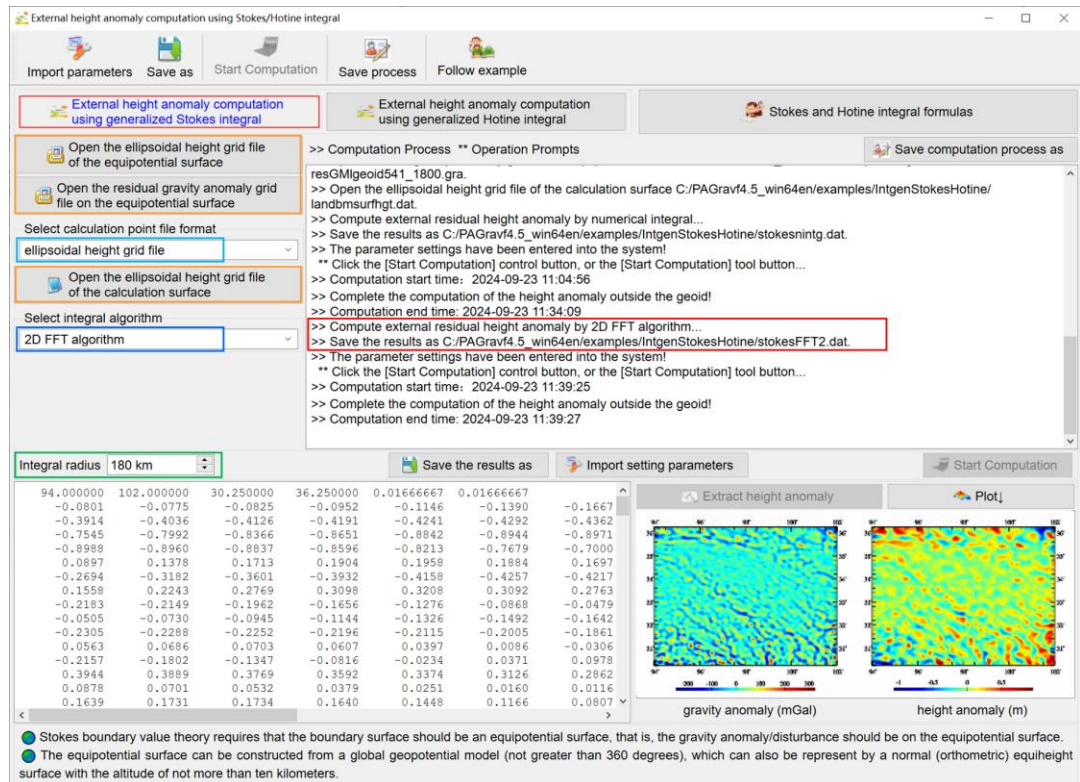 External height anomaly computation using Stokes/Hotine integral
Import parameters Save as Start Computation Save process Follow example
External height anomaly computation
using generalized Stokes integral
External height anomaly computation
using generalized Hotine integral
Stokes and Hotine integral formulas
Open the ellipsoidal height grid file
of the equipotential surface
Open the residual gravity anomaly grid
file on the equipotential surface
Select calculation point file format
ellipsoidal height grid file
Open the ellipsoidal height grid file
of the calculation surface
Select integral algorithm
2D FFT algorithm
>> Computation Process ** Operation Prompts
Save computation process as
resGMlgeoid541_1800.gra.
>> Open the ellipsoidal height grid file of the calculation surface C:/PAGravf4.5_win64en/examples/IntgenStokesHotine/
landbmsurfhgt.dat.
>> Compute external residual height anomaly by numerical integral...
>> Save the results as C:/PAGravf4.5_win64en/examples/IntgenStokesHotine/stokesnintg.dat.
>> The parameter settings have been entered into the system!
** Click the [Start Computation] control button, or the [Start Computation] tool button...
>> Computation start time: 2024-09-23 11:04:56
>> Complete the computation of the height anomaly outside the geoid!
>> Computation end time: 2024-09-23 11:34:09
>> Compute external residual height anomaly by 2D FFT algorithm...
>> Save the results as C:/PAGravf4.5_win64en/examples/IntgenStokesHotine/stokesFFT2.dat.
>> The parameter settings have been entered into the system!
** Click the [Start Computation] control button, or the [Start Computation] tool button...
>> Computation start time: 2024-09-23 11:39:25
>> Complete the computation of the height anomaly outside the geoid!
>> Computation end time: 2024-09-23 11:39:27
Integral radius 180 km
Save the results as
Import setting parameters
Start Computation
94.000000 102.000000 30.250000 36.250000 0.01666667 0.01666667
-0.0801 -0.0775 -0.0823 -0.0952 -0.1146 -0.1390 -0.1667
-0.3914 -0.4036 -0.4126 -0.4191 -0.4241 -0.4292 -0.4362
-0.7545 -0.7992 -0.8369 -0.8655 -0.8842 -0.8944 -0.8971
-0.8988 -0.8960 -0.8837 -0.8594 -0.8213 -0.7679 -0.7000
0.0897 0.1367 0.1713 0.1904 0.1958 0.1884 0.1697
-0.2694 -0.3182 -0.3601 -0.3932 -0.4158 -0.4257 -0.4217
0.1558 0.2243 0.2769 0.3095 0.3208 0.3092 0.2763
-0.2183 -0.2149 -0.1962 -0.1656 -0.1276 -0.0868 -0.0479
-0.0505 -0.0730 -0.0945 -0.1144 -0.1326 -0.1492 -0.1642
-0.2305 -0.2288 -0.2252 -0.2196 -0.2115 -0.2005 -0.1861
0.0563 0.0686 0.0703 0.0607 0.0397 0.0086 -0.0306
-0.2157 -0.1802 -0.1347 -0.0816 -0.0234 0.0371 0.0978
0.3944 0.3889 0.3769 0.3595 0.3374 0.3126 0.2862
0.0878 0.0701 0.0532 0.0379 0.0251 0.0160 0.0116
0.1639 0.1731 0.1734 0.1640 0.1448 0.1166 0.0807
Extract height anomaly
Plot↓
-200 -100 0 100 200 300
-1 -0.5 0 0.5
gravity anomaly (mGal)
height anomaly (m)
Stokes boundary value theory requires that the boundary surface should be an equipotential surface, that is, the gravity anomaly/disturbance should be on the equipotential surface.
The equipotential surface can be constructed from a global geopotential model (not greater than 360 degrees), which can also be represent by a normal (orthometric) equiheight
surface with the altitude of not more than ten kilometers.